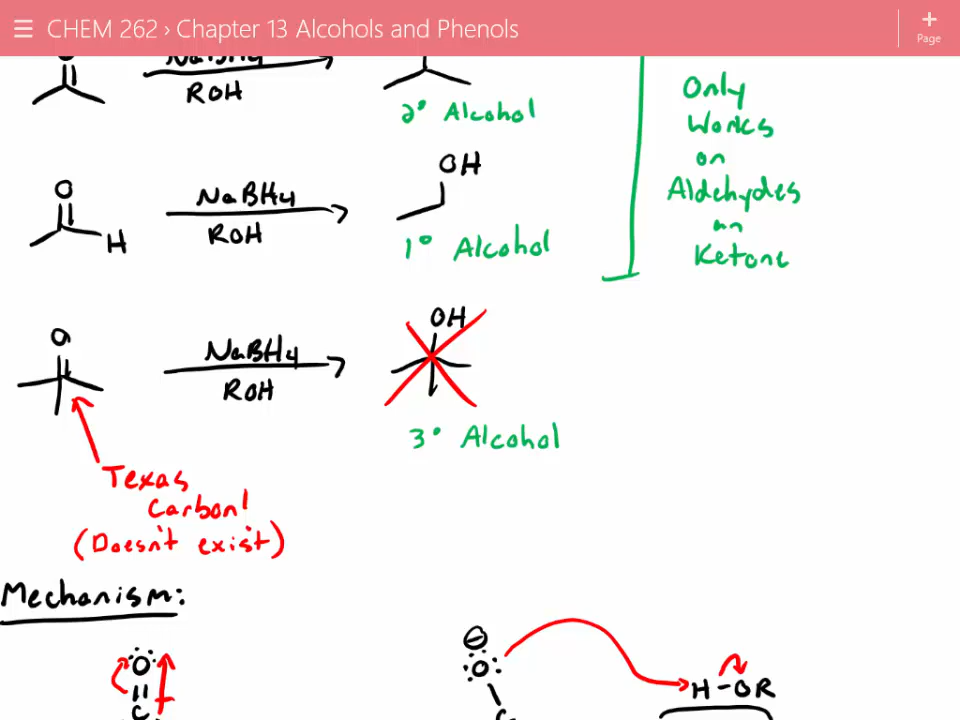 CHEM 262 › Chapter 13 Alcohols and Phenols
Page
NaBH4
ROH
2° Alcohol
Only
Works
on
Aldehydes
an
Ketone
O
H
NaBH4
ROH
OH
1° Alcohol
O
NaBH4
ROH
OH
3° Alcohol
Texas
Carbon!
(Doesn't exist)
Mechanism:
O
C
O
C
H-OR